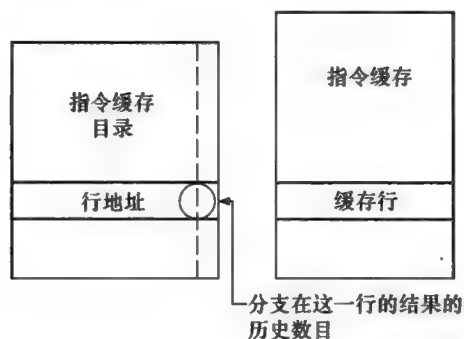 指令缓存
目录
行地址
指令缓存
缓存行
分支在这一行的结果的
历史数目